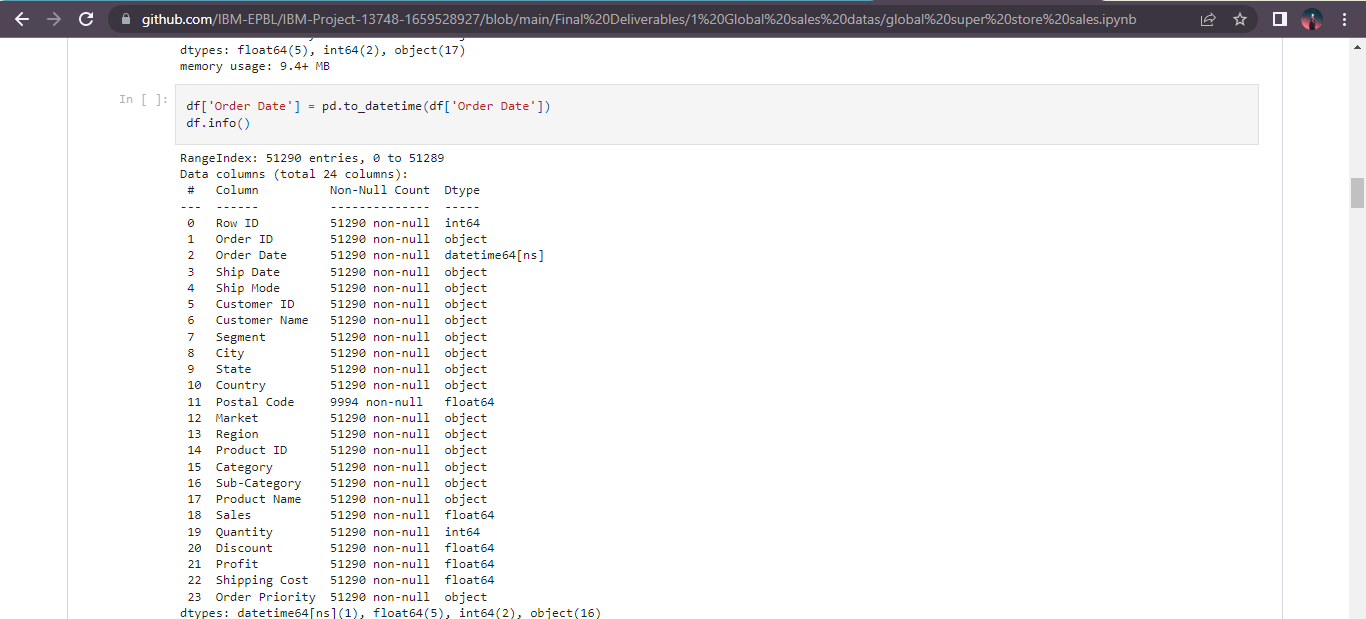 github.com/IBM-EPBL/IBM-Project-13748-1659528927/blob/main/Final%20Deliverables/1%20Global%20sales%20datas/global%20super%20store%20sales.ipynb
dtypes: float64(5), int64(2), object(17)
memory usage: 9.4+ MB
In [ ]:
df['Order Date'] = pd.to_datetime(df['Order Date'])
df.info()
RangeIndex: 51290 entries, 0 to 51289
Data columns (total 24 columns):
 #   Column          Non-Null Count  Dtype
---  ------          --------------  -----
 0   Row ID          51290 non-null  int64
 1   Order ID        51290 non-null  object
 2   Order Date      51290 non-null  datetime64[ns]
 3   Ship Date       51290 non-null  object
 4   Ship Mode       51290 non-null  object
 5   Customer ID     51290 non-null  object
 6   Customer Name   51290 non-null  object
 7   Segment         51290 non-null  object
 8   City            51290 non-null  object
 9   State           51290 non-null  object
 10  Country         51290 non-null  object
 11  Postal Code     9994 non-null   float64
 12  Market          51290 non-null  object
 13  Region          51290 non-null  object
 14  Product ID      51290 non-null  object
 15  Category        51290 non-null  object
 16  Sub-Category    51290 non-null  object
 17  Product Name    51290 non-null  object
 18  Sales           51290 non-null  float64
 19  Quantity        51290 non-null  int64
 20  Discount        51290 non-null  float64
 21  Profit          51290 non-null  float64
 22  Shipping Cost   51290 non-null  float64
 23  Order Priority  51290 non-null  object
dtypes: datetime64[ns](1), float64(5), int64(2), object(16)